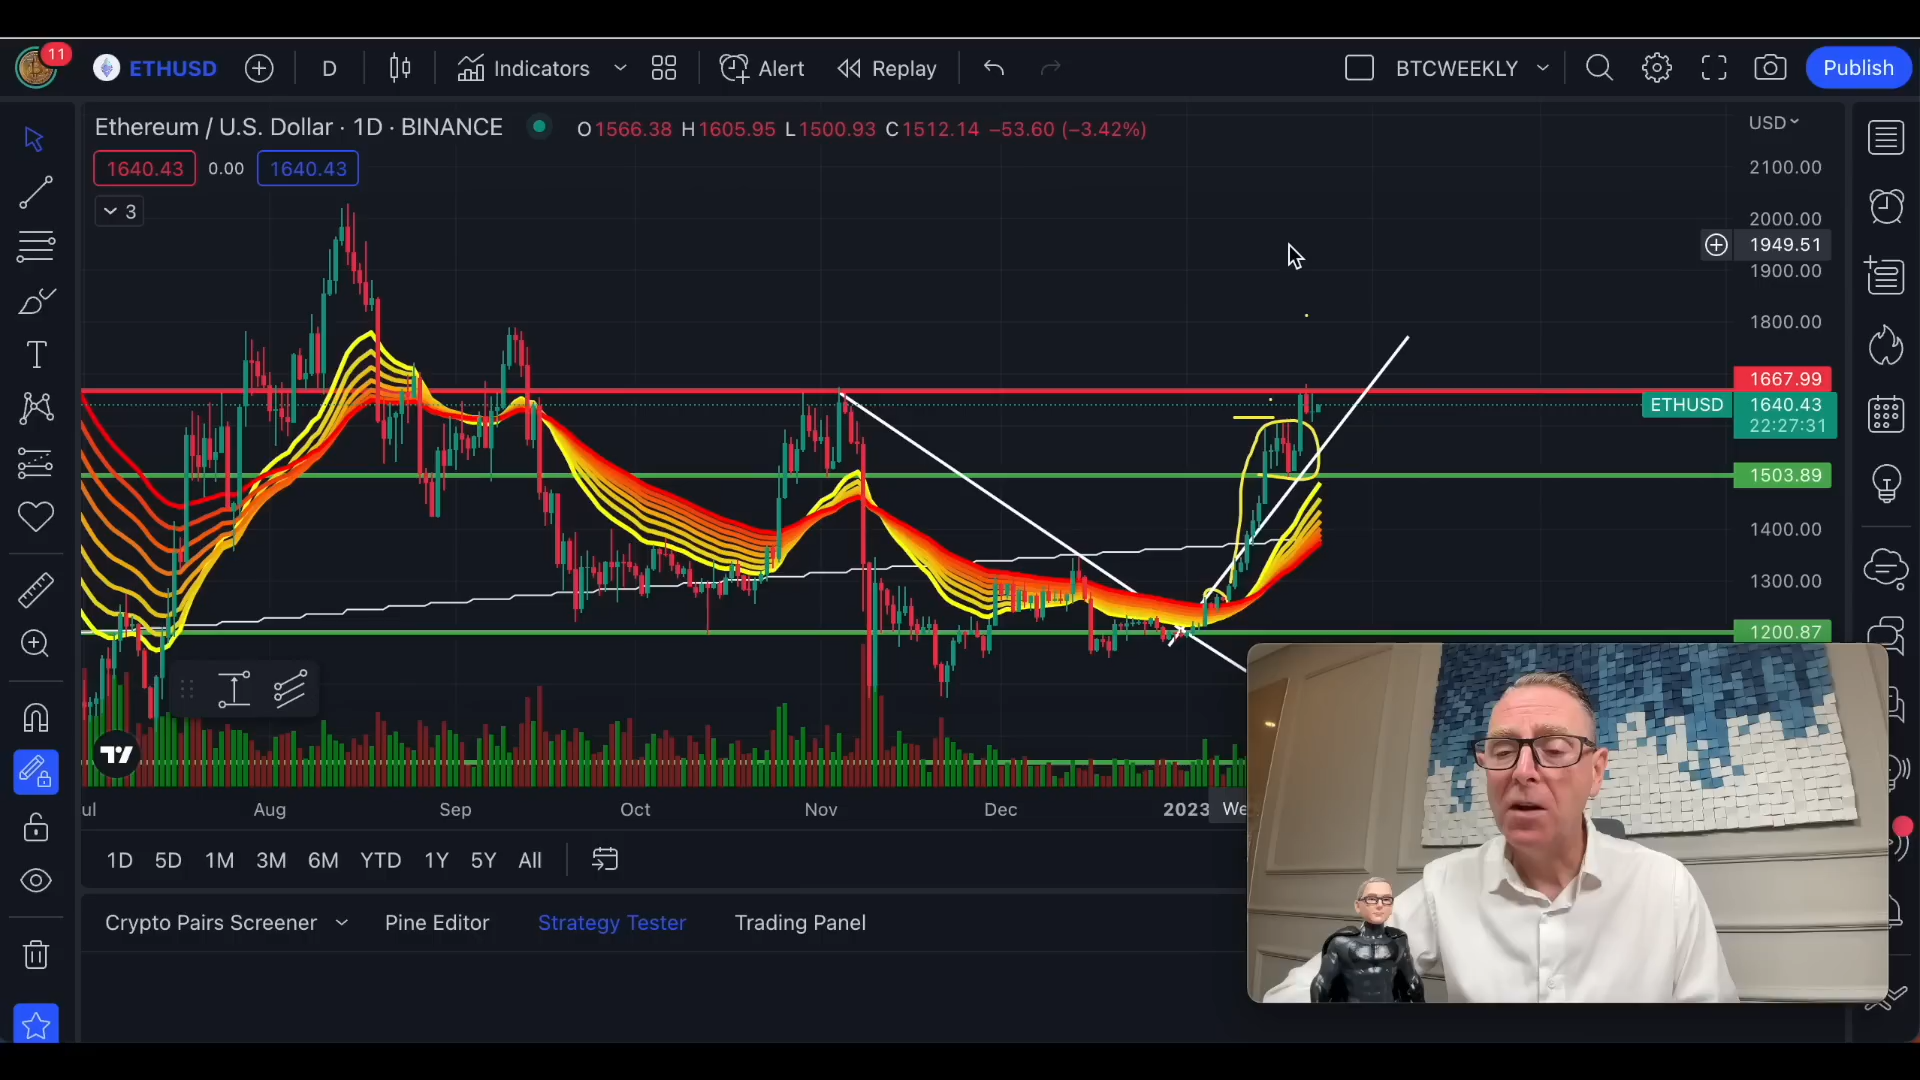 11
ETHUSD
D
Indicators
Alert
Replay
BTCWEEKLY
Publish
Ethereum / U.S. Dollar · 1D · BINANCE
O1566.38 H1605.95 L1500.93 C1512.14 −53.60 (−3.42%)
USD
1640.43
0.00
1640.43
3
2100.00
2000.00
1949.51
1900.00
1800.00
1667.99
ETHUSD
1640.43
22:27:31
1503.89
1400.00
1300.00
1200.87
ul
Aug
Sep
Oct
Nov
Dec
2023
We
1D
5D
1M
3M
6M
YTD
1Y
5Y
All
Crypto Pairs Screener
Pine Editor
Strategy Tester
Trading Panel